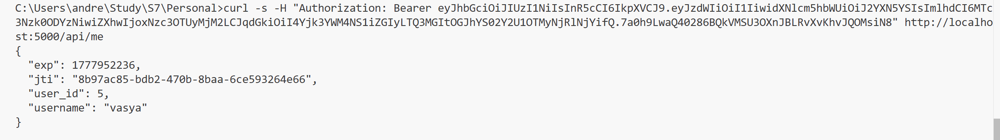 C:\Users\andre\Study\S7\Personal>curl -s -H "Authorization: Bearer eyJhbGciOiJIUzI1NiIsInR5cCI6IkpXVCJ9.eyJzdWIiOiI1IiwidXNlcm5hbWUiOiJ2YXN5YSIsImlhdCI6MTc
3Nzk0ODYzNiwiZXhwIjoxNzc3OTUyMjM2LCJqdGkiOiI4Yjk3YWM4NS1iZGIyLTQ3MGItOGJhYS02Y2U1OTMyNjRlNjYifQ.7a0h9LwaQ40286BQkVMSU3OXnJBLRvXvKhvJQOMsiN8" http://localho
st:5000/api/me
{
  "exp": 1777952236,
  "jti": "8b97ac85-bdb2-470b-8baa-6ce593264e66",
  "user_id": 5,
  "username": "vasya"
}